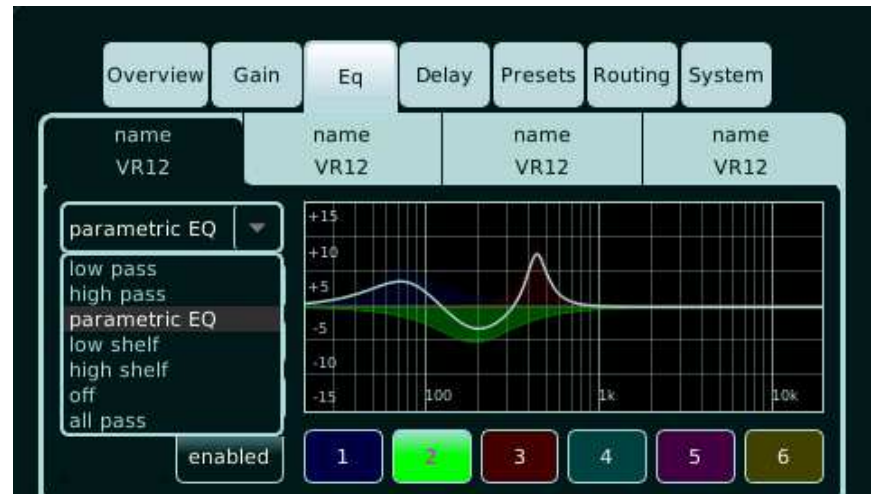 Overview Gain Eq Delay Presets Routing System
name name name name
VR12 VR12 VR12 VR12
parametric EQ
low pass
high pass
parametric EQ
low shelf
high shelf
off
all pass
+15
+10
+5
-5
-10
-15 100 1k 10k
enabled 1 2 3 4 5 6